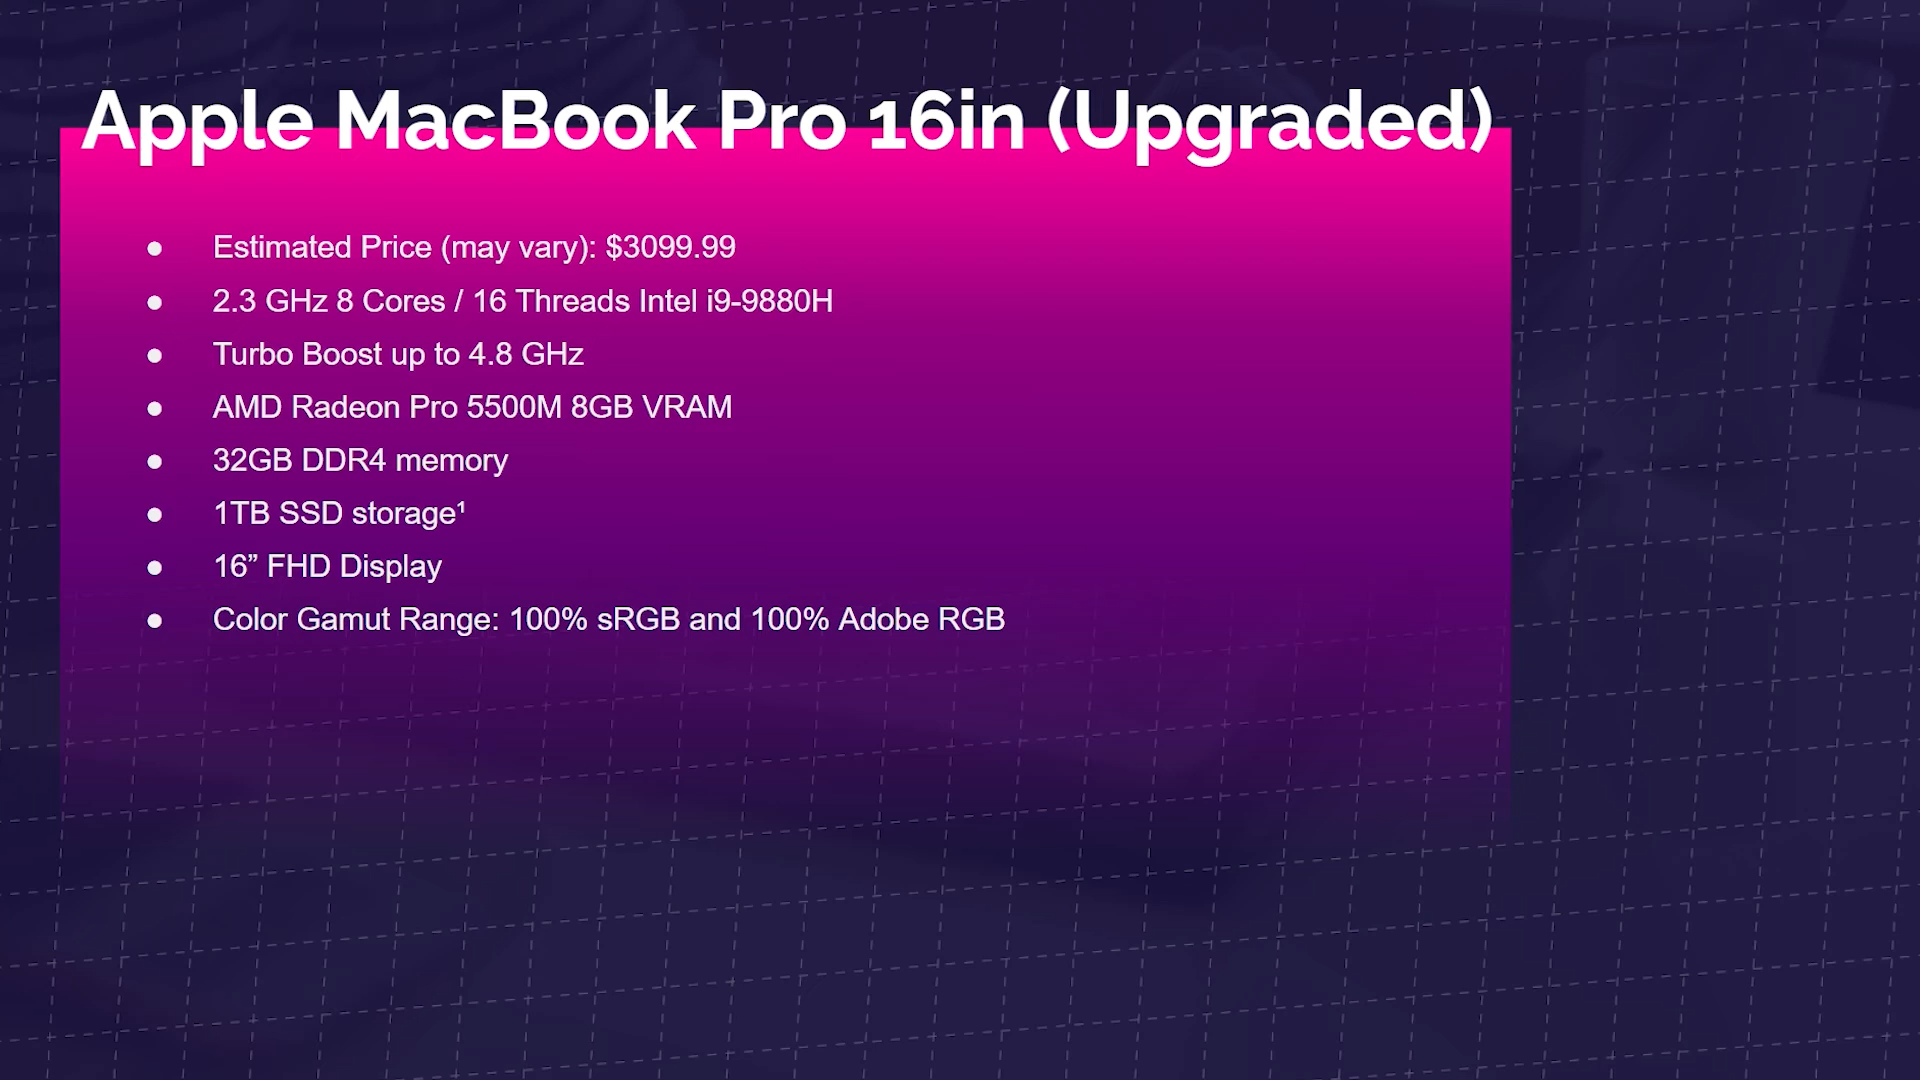 Apple MacBook Pro 16in (Upgraded)
● Estimated Price (may vary): $3099.99
● 2.3 GHz 8 Cores / 16 Threads Intel i9-9880H
● Turbo Boost up to 4.8 GHz
● AMD Radeon Pro 5500M 8GB VRAM
● 32GB DDR4 memory
● 1TB SSD storage¹
● 16” FHD Display
● Color Gamut Range: 100% sRGB and 100% Adobe RGB